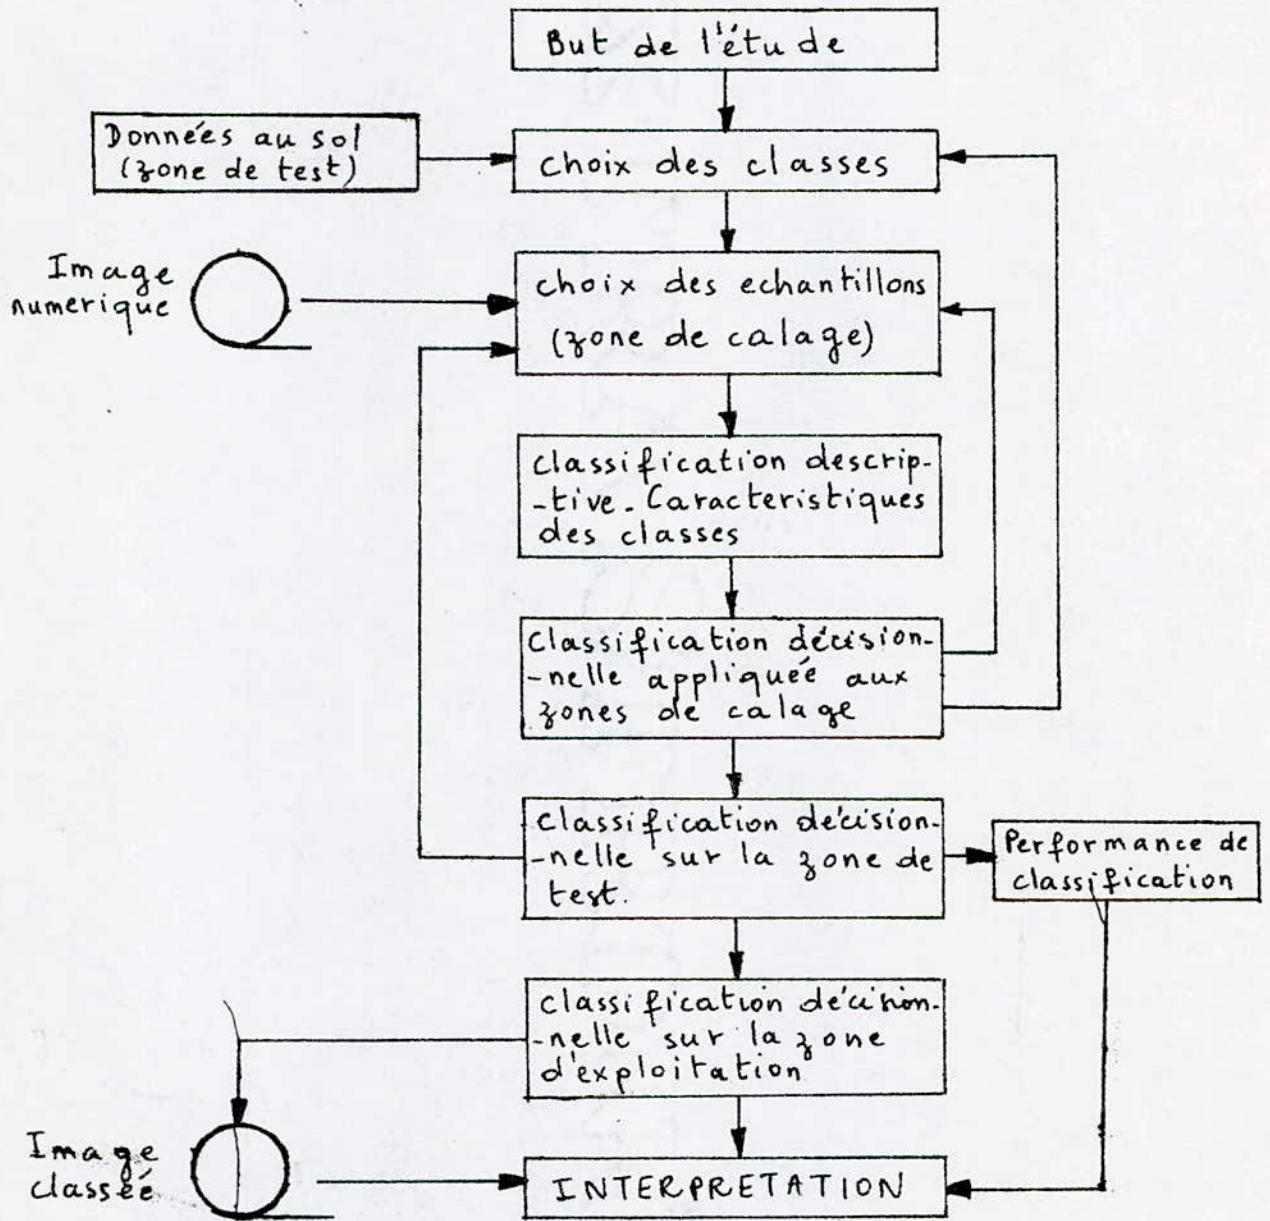 But de l'étude
Données au sol
(zone de test)
choix des classes
Image
numerique
choix des echantillons
(zone de calage)
classification descrip-
-tive. Caracteristiques
des classes
Classification décision-
-nelle appliquée aux
zones de calage
classification décision-
-nelle sur la zone de
test.
Performance de
classification
classification décision-
-nelle sur la zone
d'exploitation
Image
classée
INTERPRETATION